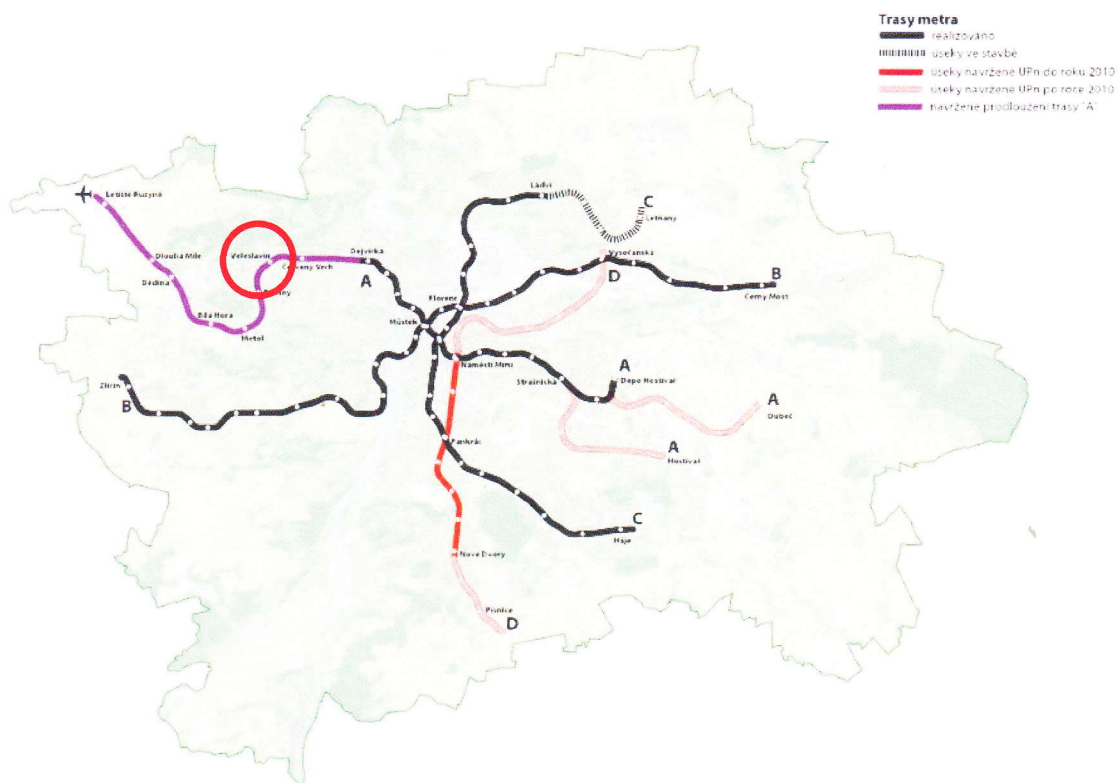 Trasy metra
realizováno
úseky ve stavbě
úseky navržené ÚPn do roku 2010
úseky navržené ÚPn po roce 2010
navržené prodloužení trasy "A"
Ládví
C
Letňany
Letiště Ruzyně
Dlouhá Míle
Dědina
Bílá Hora
Motol
Veleslavín
Červený Vrch
Dejvická
A
Vysočanská
D
B
Černý Most
Florenc
Můstek
Náměstí Míru
Strašnická
A
Depo Hostivař
A
Dubeč
A
Hostivař
Zličín
B
Pankrác
C
Háje
Nové Dvory
Písnice
D